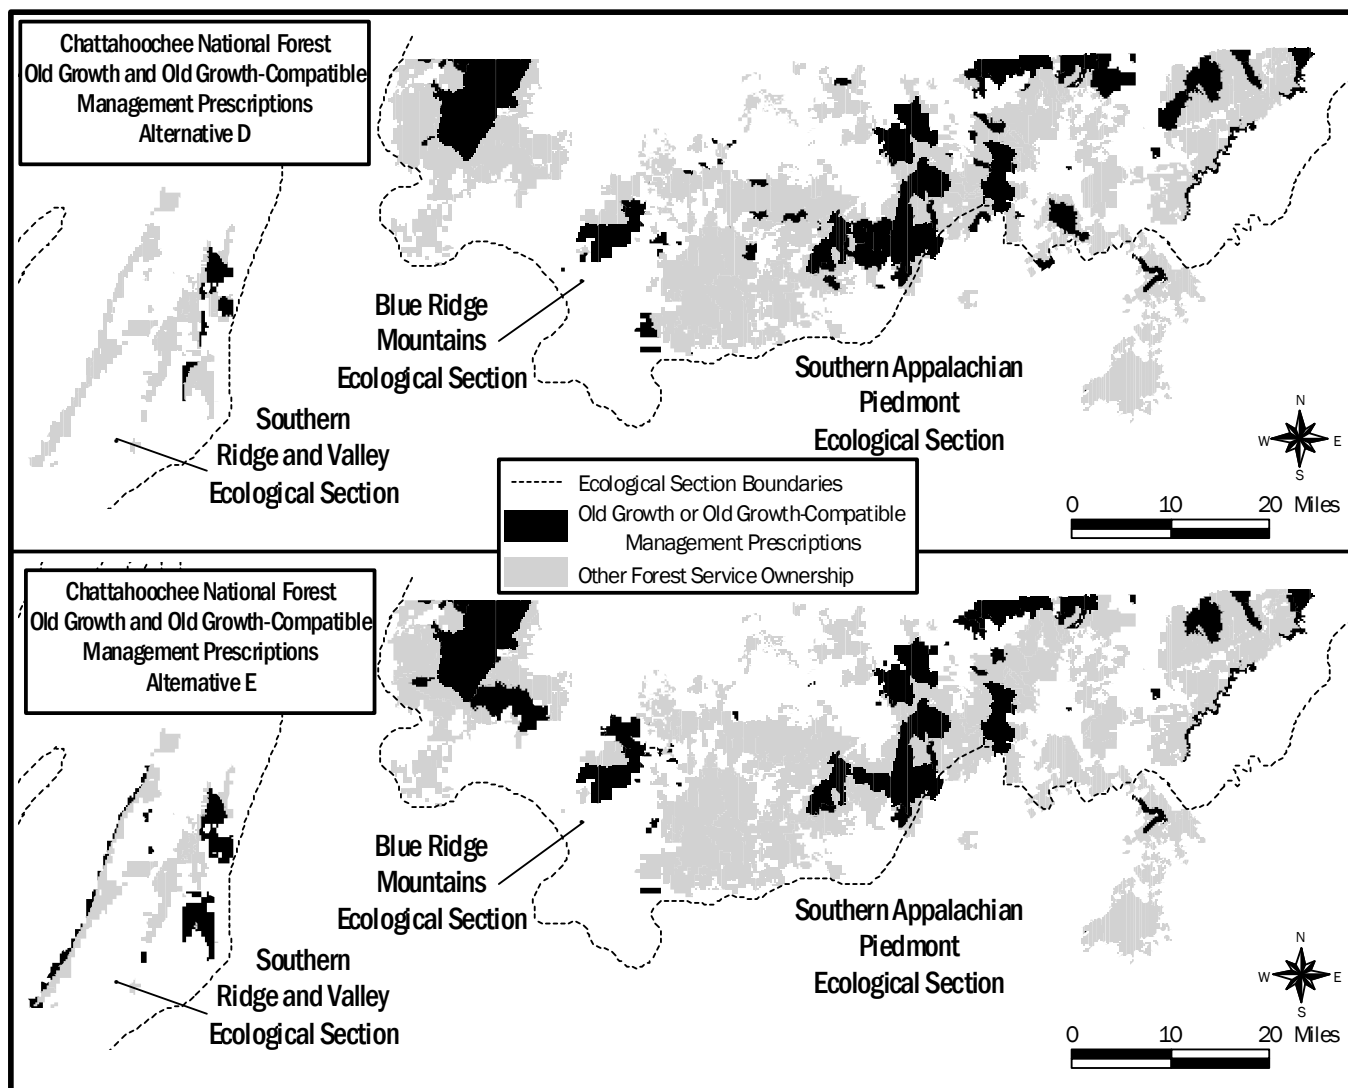 Chattahoochee National Forest
Old Growth and Old Growth-Compatible
Management Prescriptions
Alternative D
Blue Ridge
Mountains
Ecological Section
Southern Appalachian
Piedmont
Ecological Section
Southern
Ridge and Valley
Ecological Section
N
W E
S
0 10 20 Miles
Ecological Section Boundaries
Old Growth or Old Growth-Compatible
Management Prescriptions
Other Forest Service Ownership
Chattahoochee National Forest
Old Growth and Old Growth-Compatible
Management Prescriptions
Alternative E
Blue Ridge
Mountains
Ecological Section
Southern Appalachian
Piedmont
Ecological Section
Southern
Ridge and Valley
Ecological Section
N
W E
S
0 10 20 Miles